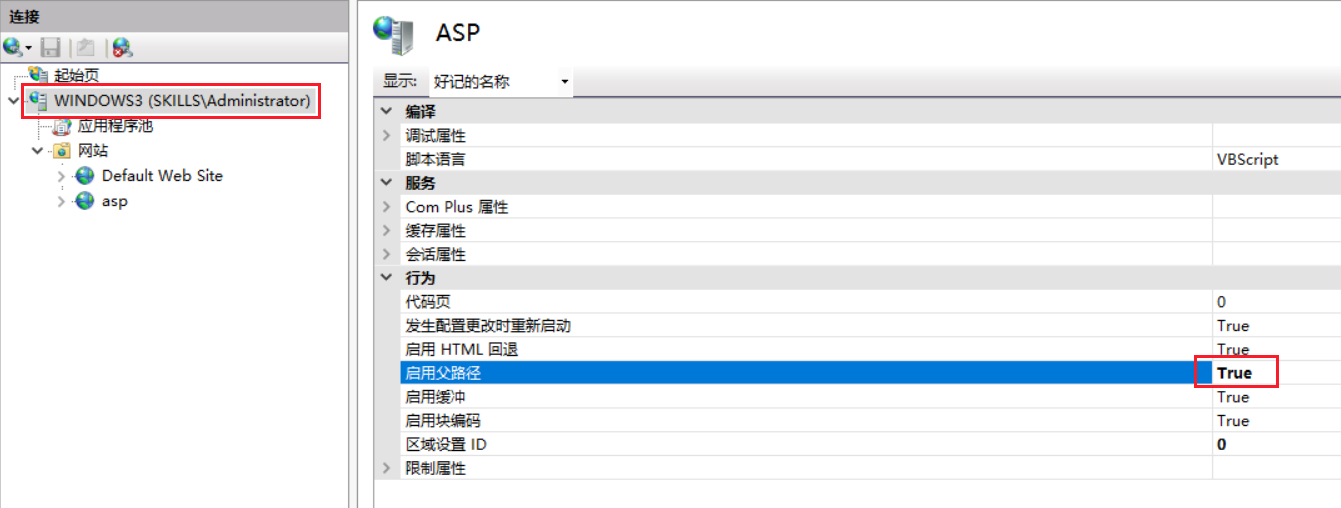 连接
起始页
WINDOWS3 (SKILLS\Administrator)
应用程序池
网站
Default Web Site
asp
ASP
显示: 好记的名称
编译
调试属性
脚本语言 VBScript
服务
Com Plus 属性
缓存属性
会话属性
行为
代码页 0
发生配置更改时重新启动 True
启用 HTML 回退 True
启用父路径 True
启用缓冲 True
启用块编码 True
区域设置 ID 0
限制属性